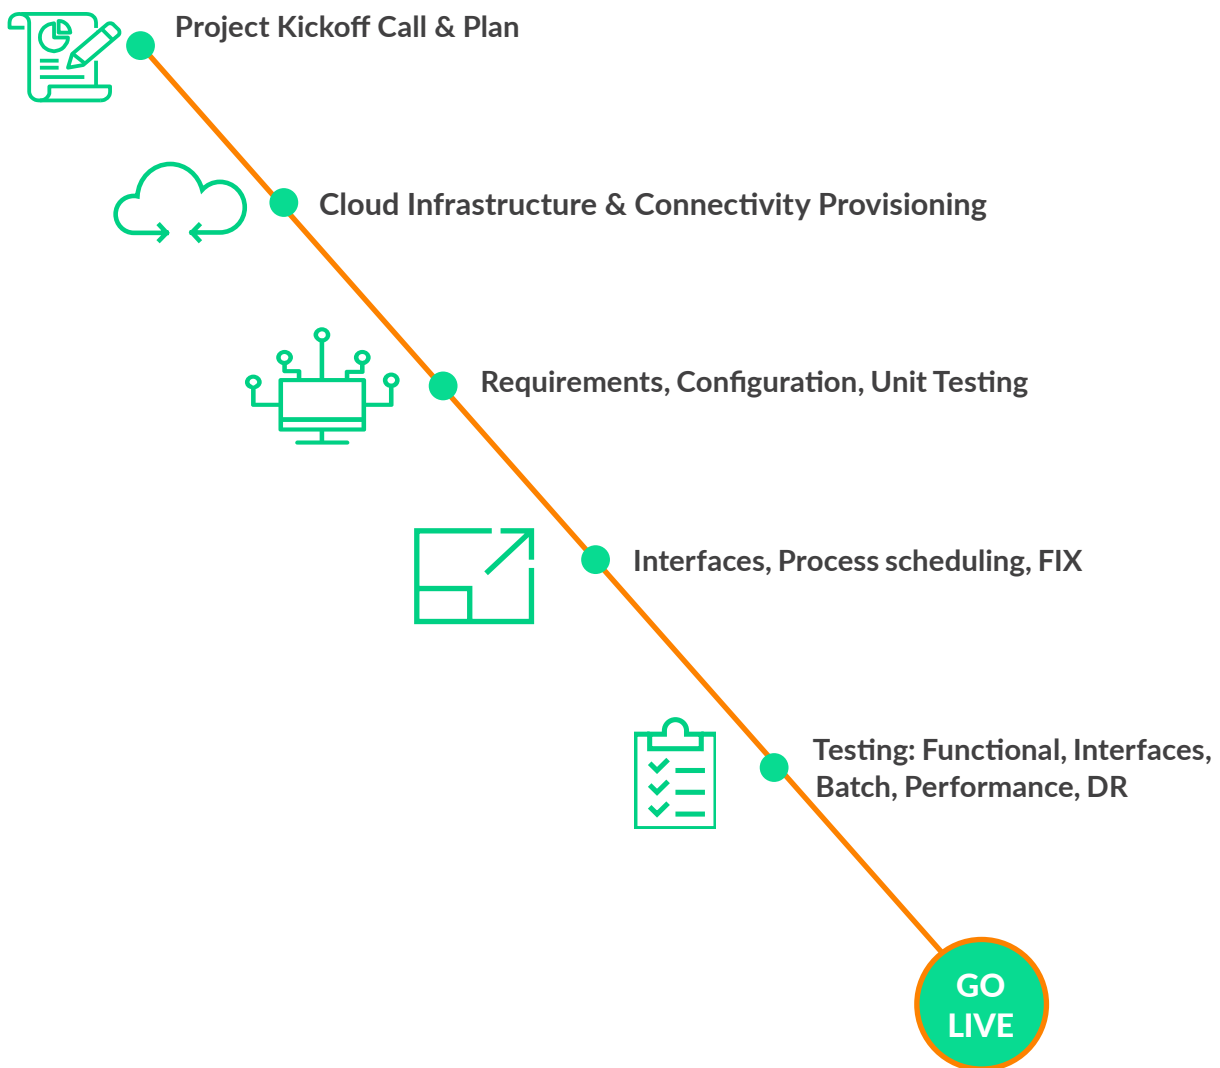 Project Kickoff Call & Plan
Cloud Infrastructure & Connectivity Provisioning
Requirements, Configuration, Unit Testing
Interfaces, Process scheduling, FIX
Testing: Functional, Interfaces,
Batch, Performance, DR
GO
LIVE